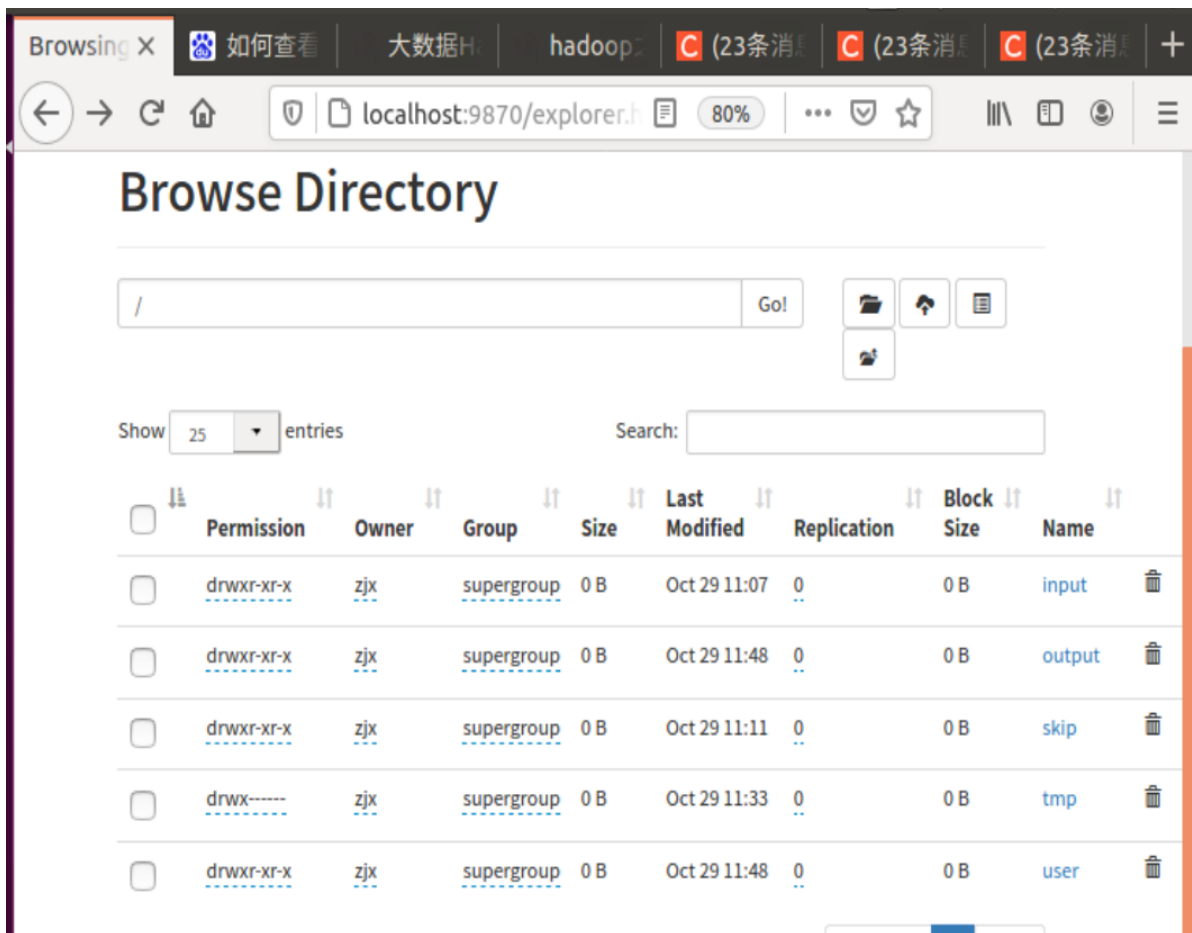 Browsing 如何查看 大数据H hadoop (23条消息 (23条消息 (23条消息
localhost:9870/explorer.h 80%
Browse Directory
/ Go!
Show 25 entries Search:
Permission Owner Group Size Last Modified Replication Block Size Name
drwxr-xr-x zjx supergroup 0 B Oct 29 11:07 0 0 B input
drwxr-xr-x zjx supergroup 0 B Oct 29 11:48 0 0 B output
drwxr-xr-x zjx supergroup 0 B Oct 29 11:11 0 0 B skip
drwx------ zjx supergroup 0 B Oct 29 11:33 0 0 B tmp
drwxr-xr-x zjx supergroup 0 B Oct 29 11:48 0 0 B user